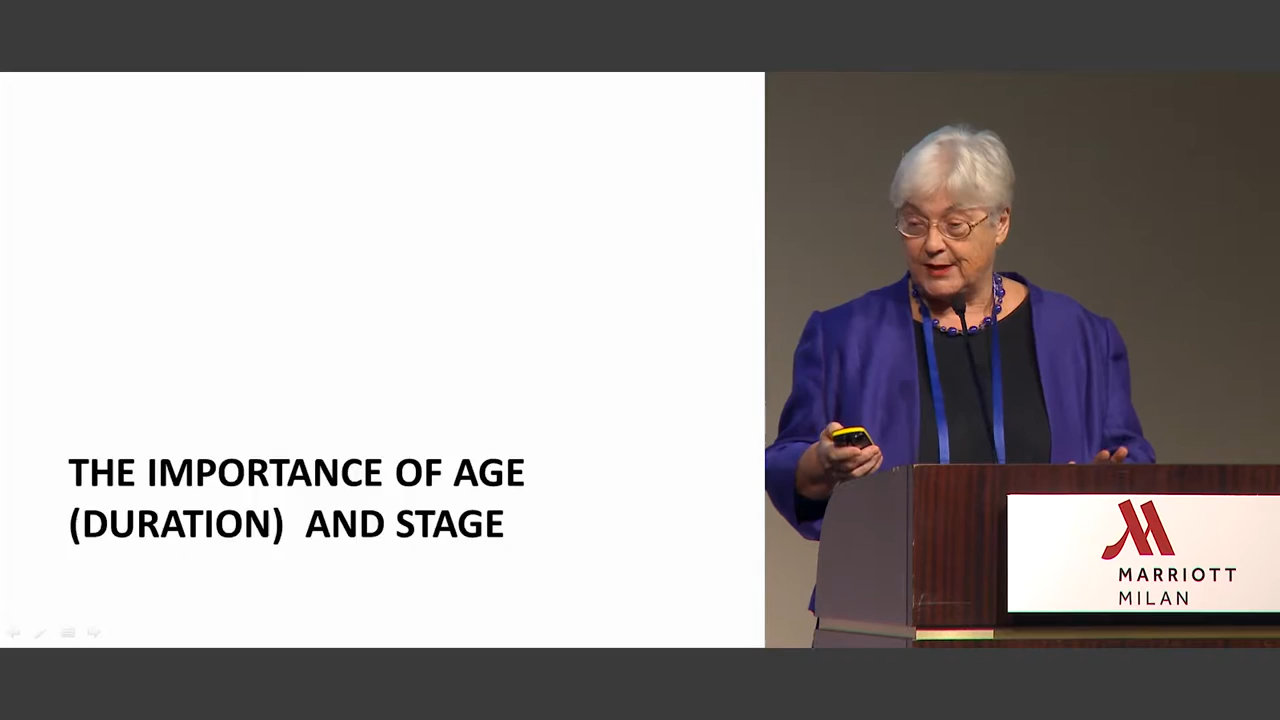 THE IMPORTANCE OF AGE
(DURATION) AND STAGE
MARRIOTT
MILAN